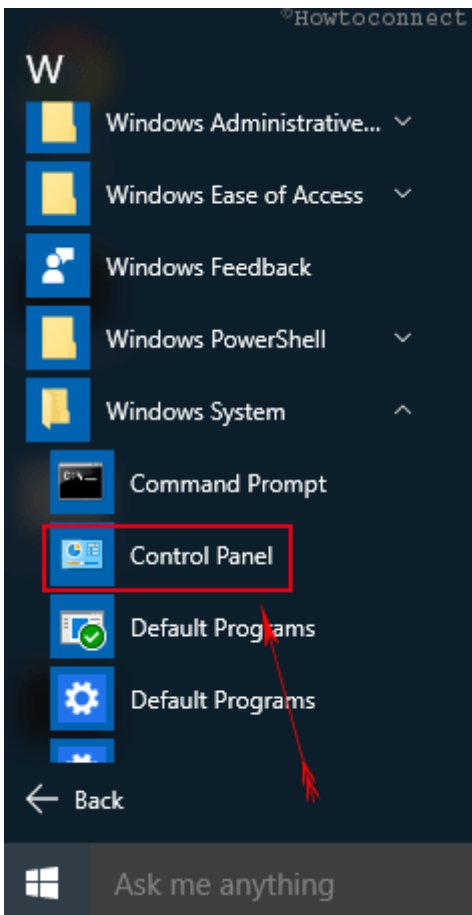 ©Howtoconnect
W
Windows Administrative...
Windows Ease of Access
Windows Feedback
Windows PowerShell
Windows System
Command Prompt
Control Panel
Default Programs
Default Programs
Back
Ask me anything